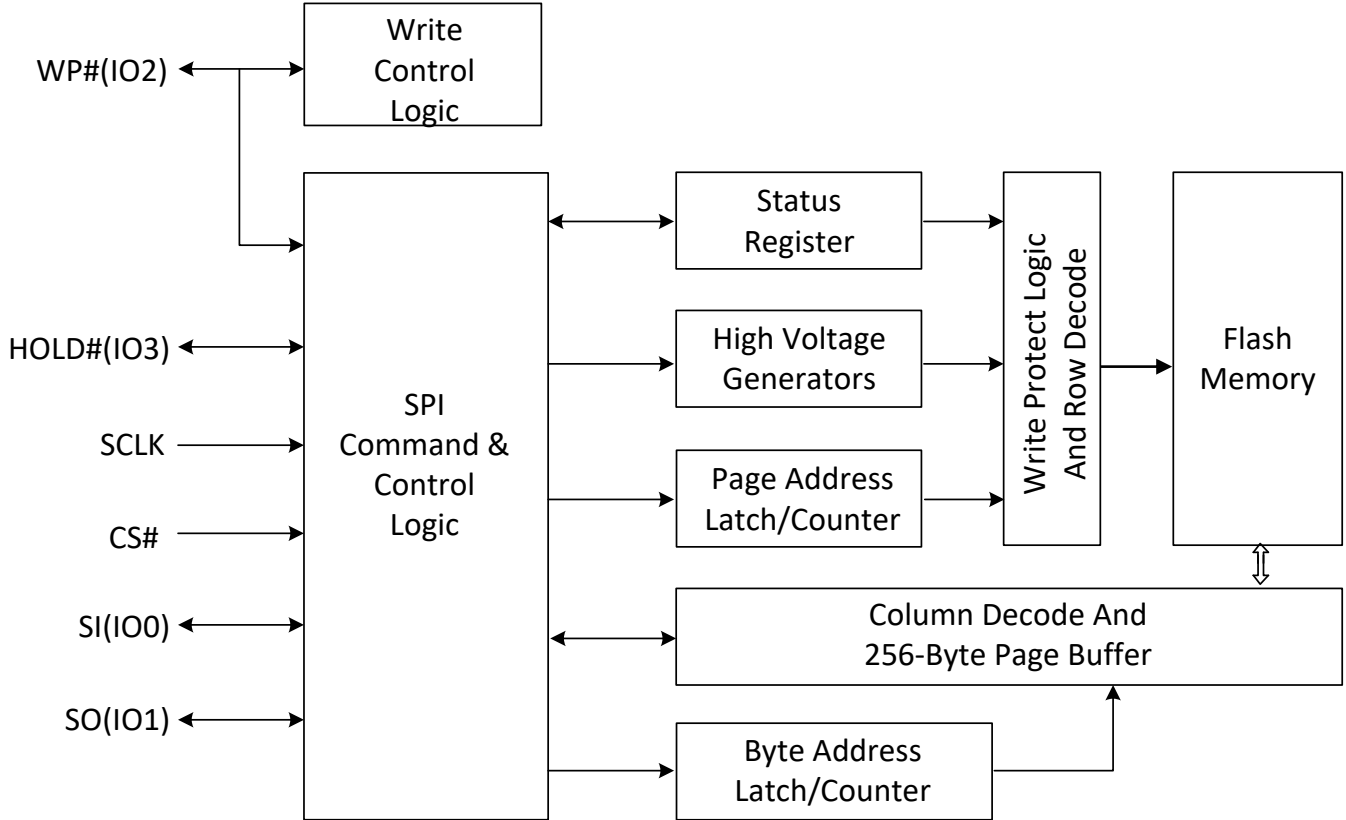 WP#(IO2)
Write
Control
Logic
HOLD#(IO3)
SCLK
CS#
SI(IO0)
SO(IO1)
SPI
Command &
Control
Logic
Status
Register
High Voltage
Generators
Page Address
Latch/Counter
Write Protect Logic
And Row Decode
Flash
Memory
Column Decode And
256-Byte Page Buffer
Byte Address
Latch/Counter